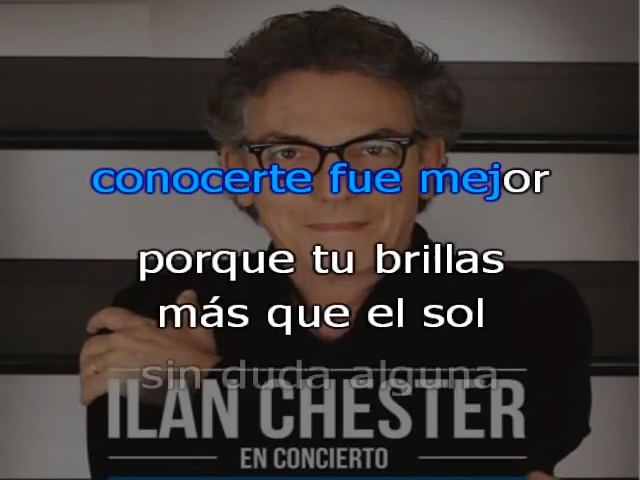 conocerte fue mejor
porque tu brillas
más que el sol
sin duda alguna
ILAN CHESTER
EN CONCIERTO